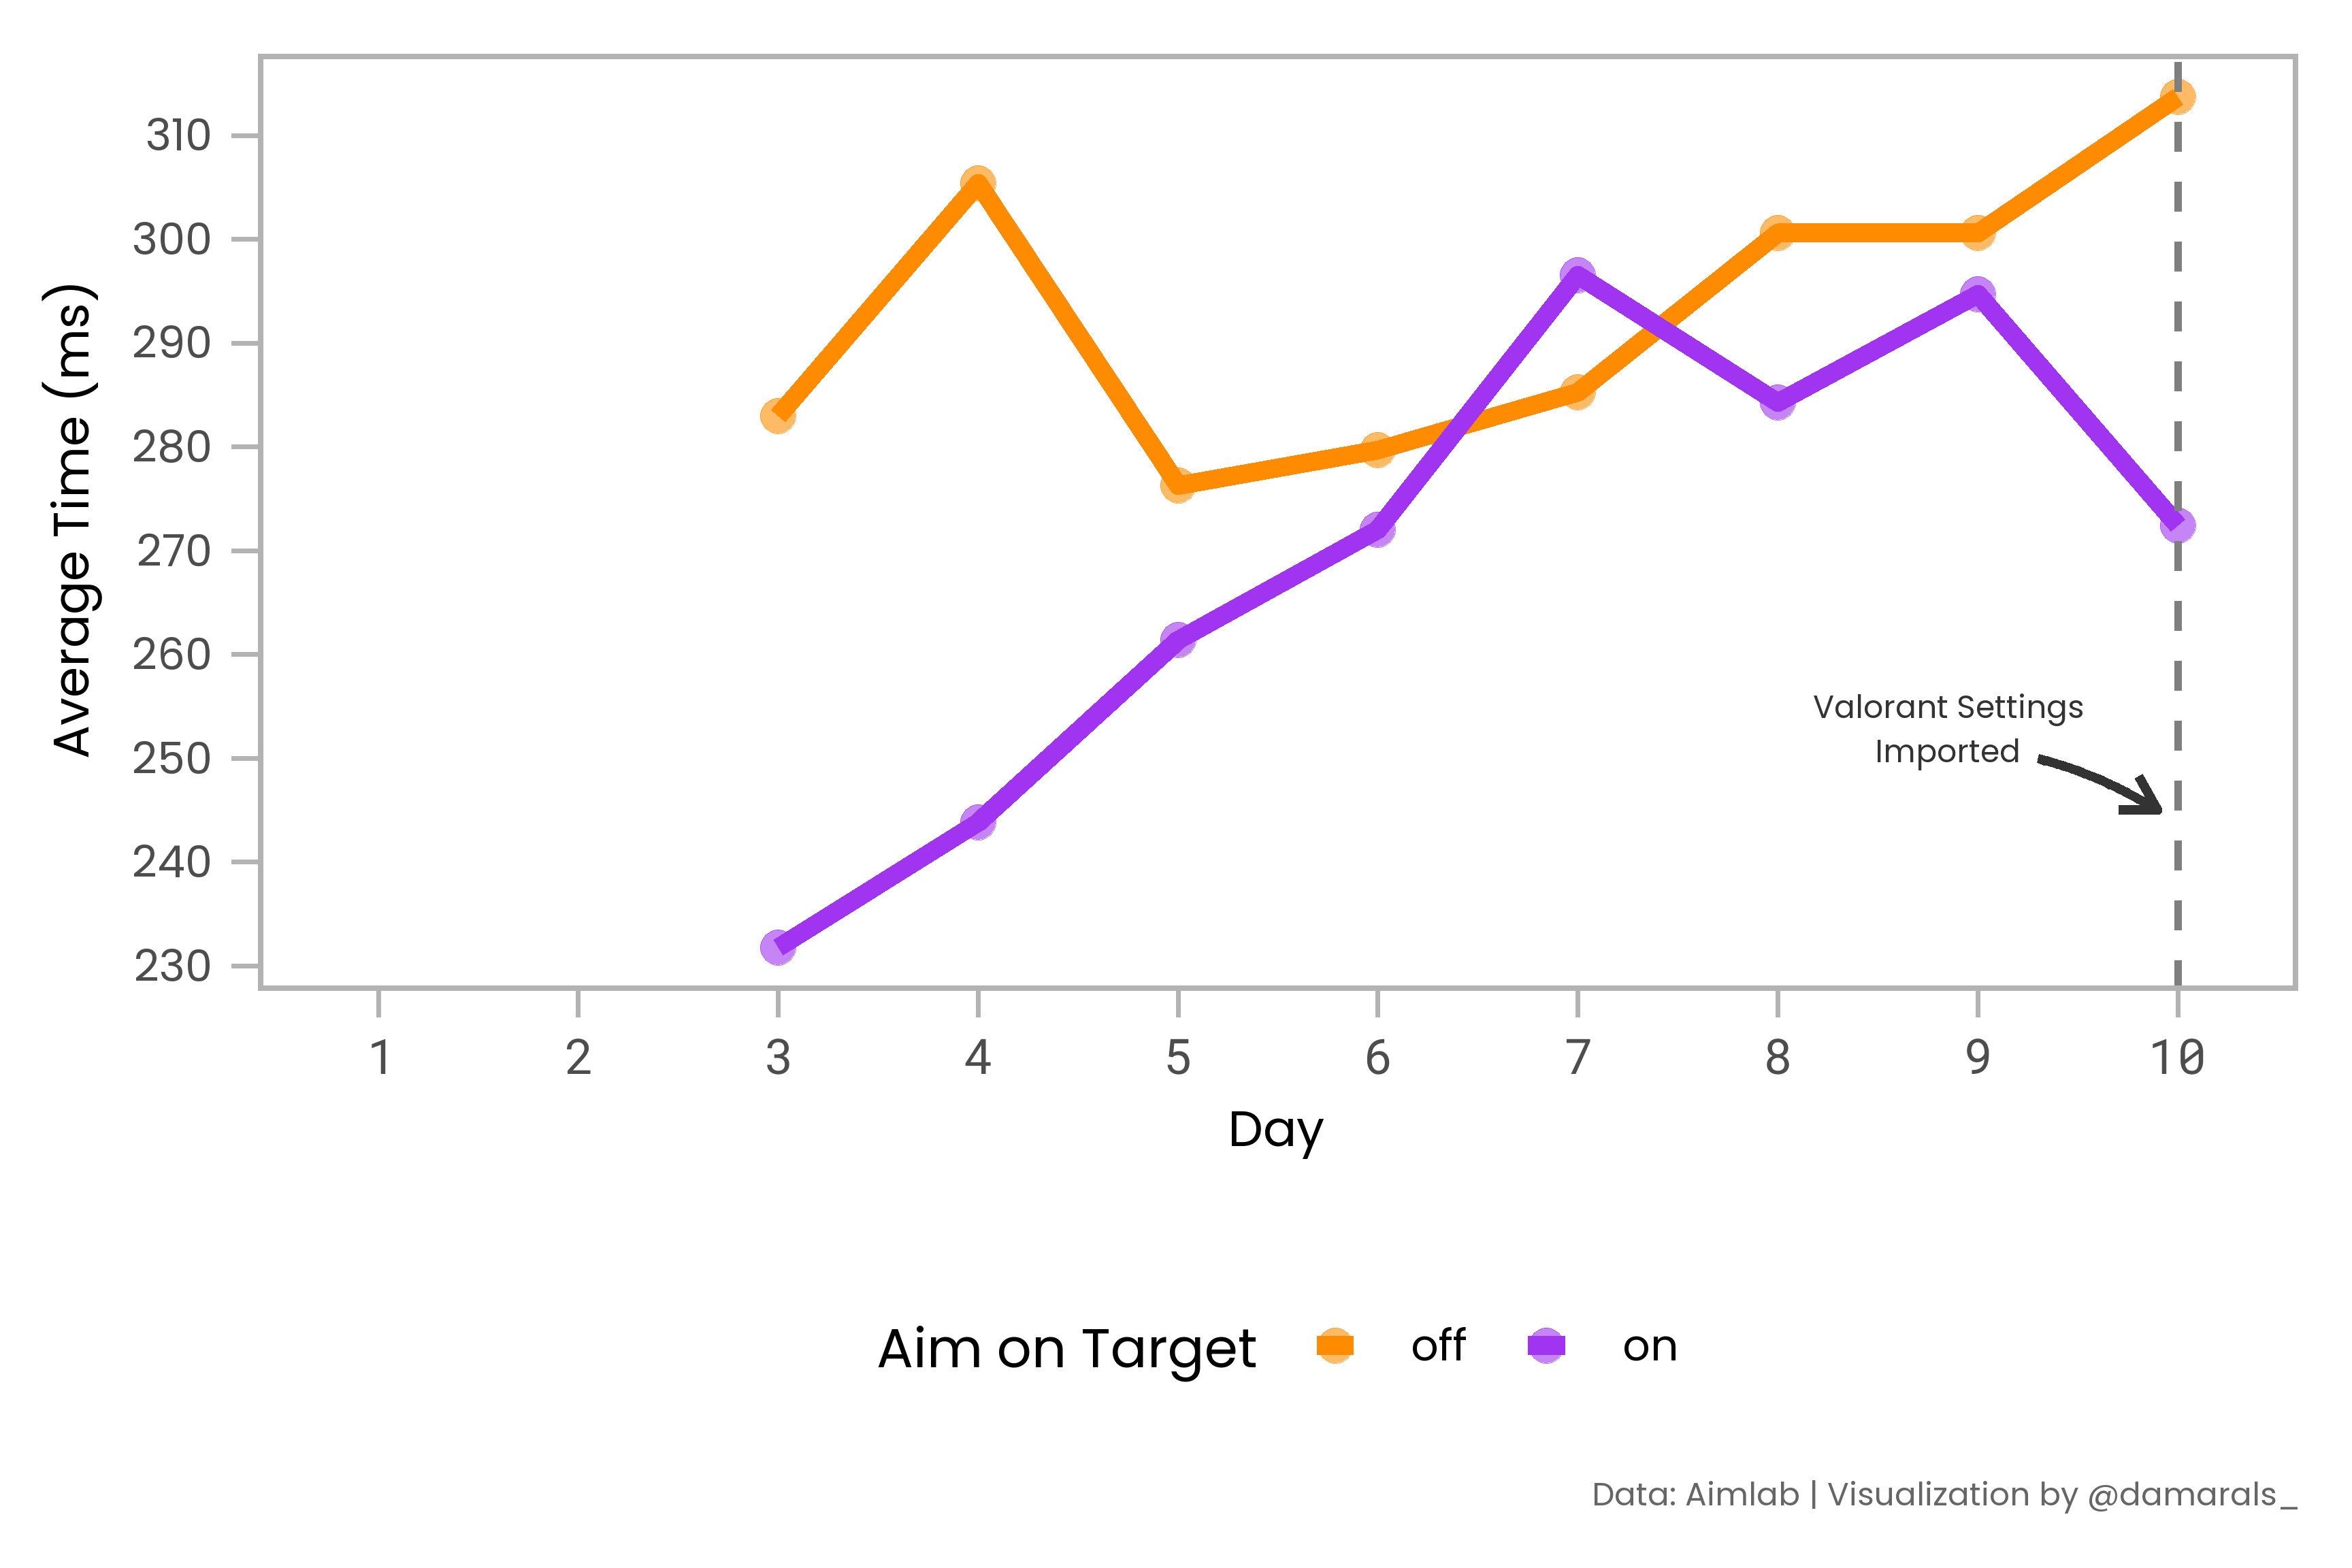 Average Time (ms)
310
300
290
280
270
260
250
240
230
Valorant Settings
Imported
1 2 3 4 5 6 7 8 9 10
Day
Aim on Target off on
Data: Aimlab | Visualization by @damarals_